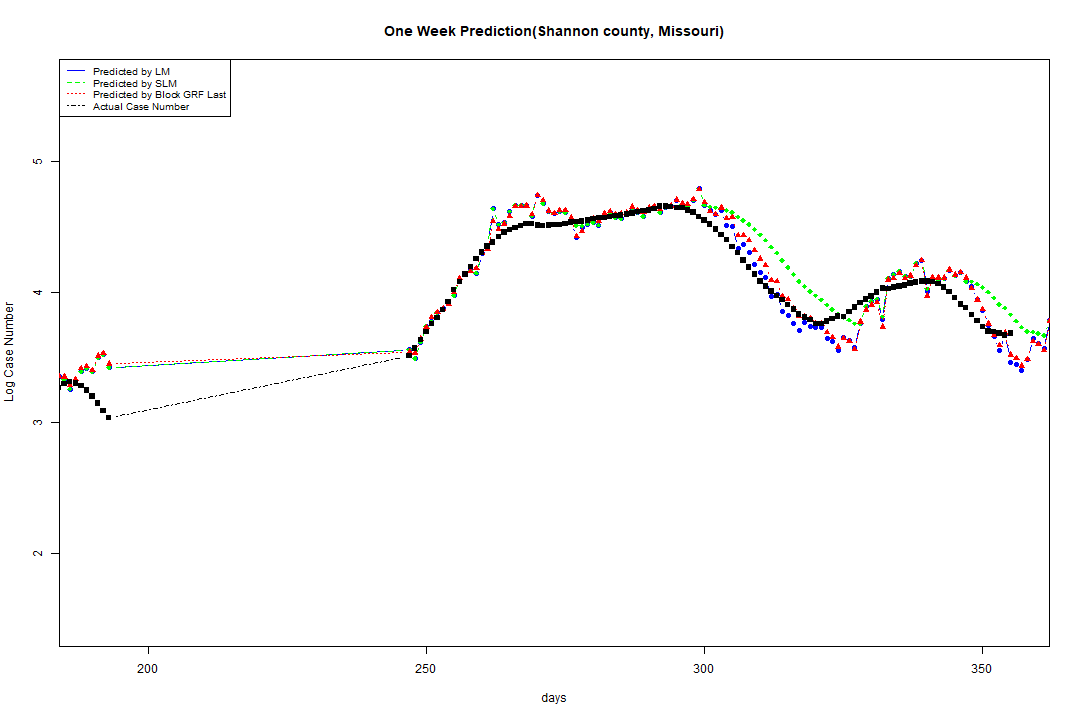 One Week Prediction(Shannon county, Missouri)
Predicted by LM
Predicted by SLM
Predicted by Block GRF Last
Actual Case Number
5
4
3
2
Log Case Number
200 250 300 350
days